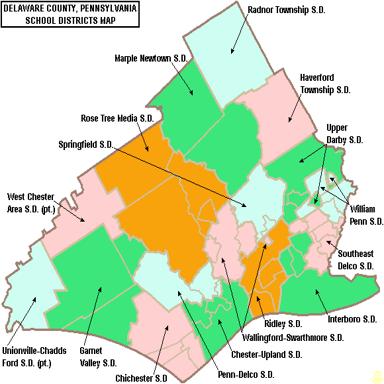 DELAWARE COUNTY, PENNSYLVANIA
SCHOOL DISTRICTS MAP
Radnor Township S.D.
Harple Newtown S.D.
Haverford
Township S.D.
Rose Tree Media S.D.
Upper
Darby S.D.
Springfield S.D.
West Chester
Area S.D. (pt.)
William
Penn S.D.
Southeast
Delco S.D.
Interboro S.D.
Ridley S.D.
Wallingford-Swarthmore S.D.
Chester-Upland S.D.
Unionville-Chadds
Ford S.D. (pt.)
Garnet
Valley S.D.
Chichester S.D
Penn-Delco S.D.